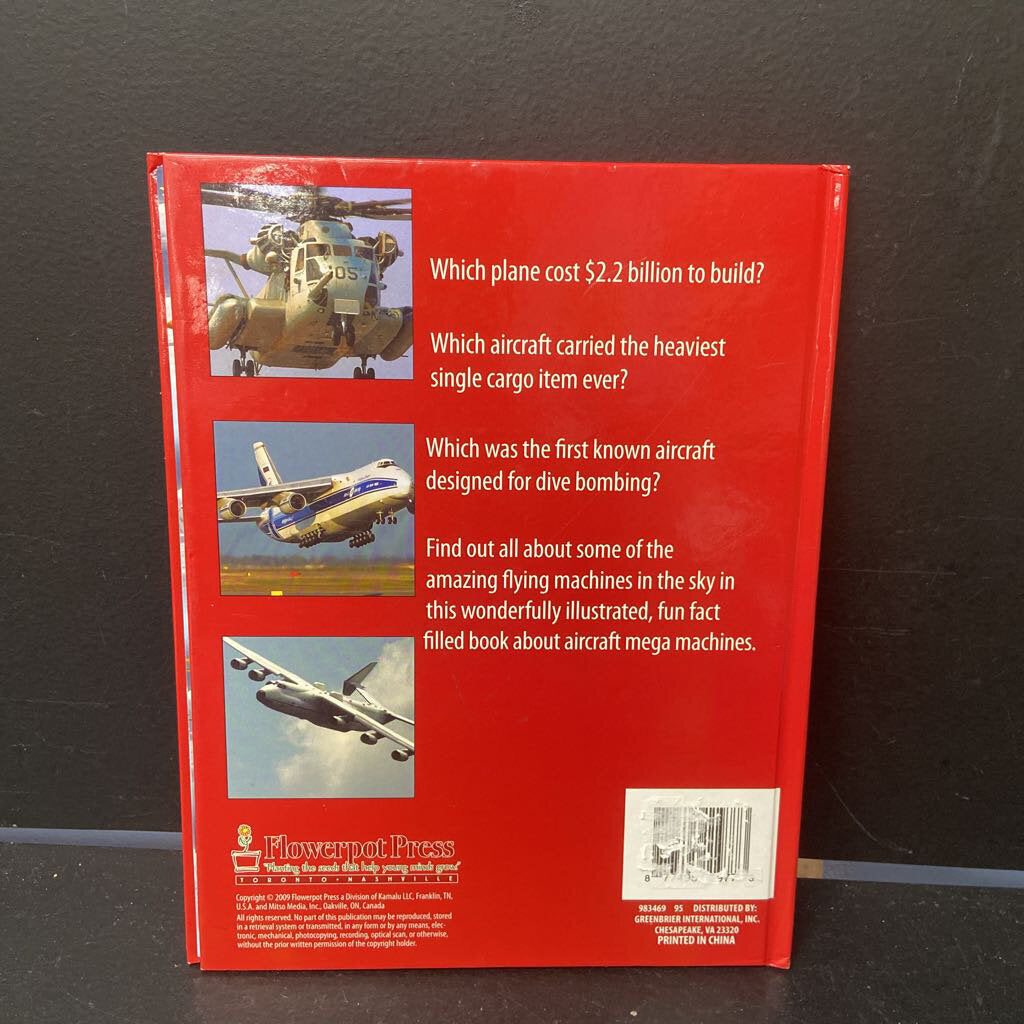 05
Which plane cost $2.2 billion to build?
Which aircraft carried the heaviest
single cargo item ever?
Which was the first known aircraft
designed for dive bombing?
Find out all about some of the
amazing flying machines in the sky in
this wonderfully illustrated, fun fact
filled book about aircraft mega machines.
Flowerpot Press
"Planting the seeds that help young minds grow."
TORONTO • NASHVILLE
Copyright © 2009 Flowerpot Press a Division of Kamalu LLC, Franklin, TN,
U.S.A. and Mitso Media, Inc., Oakville, ON, Canada
All rights reserved. No part of this publication may be reproduced, stored
in a retrieval system or transmitted, in any form or by any means, elec-
tronic, mechanical, photocopying, recording, optical scan, or otherwise,
without the prior written permission of the copyright holder.
983469 95 DISTRIBUTED BY:
GREENBRIER INTERNATIONAL, INC.
CHESAPEAKE, VA 23320
PRINTED IN CHINA